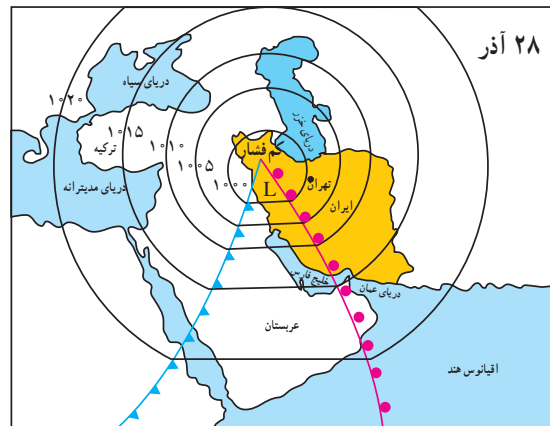 ۲۸ آذر
دریای سیاه
دریای خزر
۱۰۲۰
۱۰۱۵
۱۰۱۰
۱۰۰۵
۱۰۰۰
ترکیه
کم فشار
L
تهران
دریای مدیترانه
ایران
خلیج فارس
دریای عمان
عربستان
اقیانوس هند